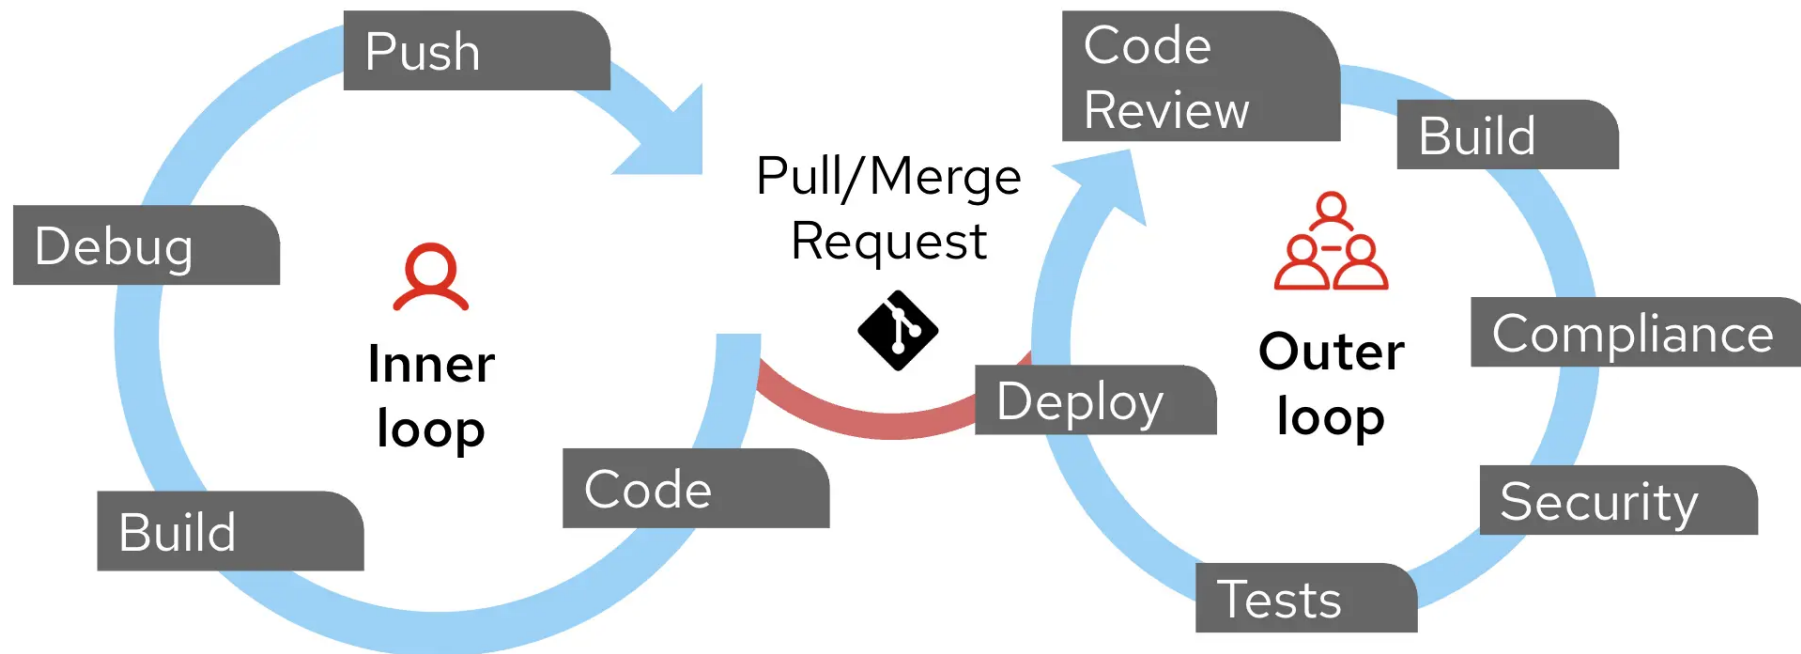 Push
Debug
Inner
loop
Build
Code
Pull/Merge
Request
Code
Review
Build
Outer
loop
Compliance
Security
Tests
Deploy